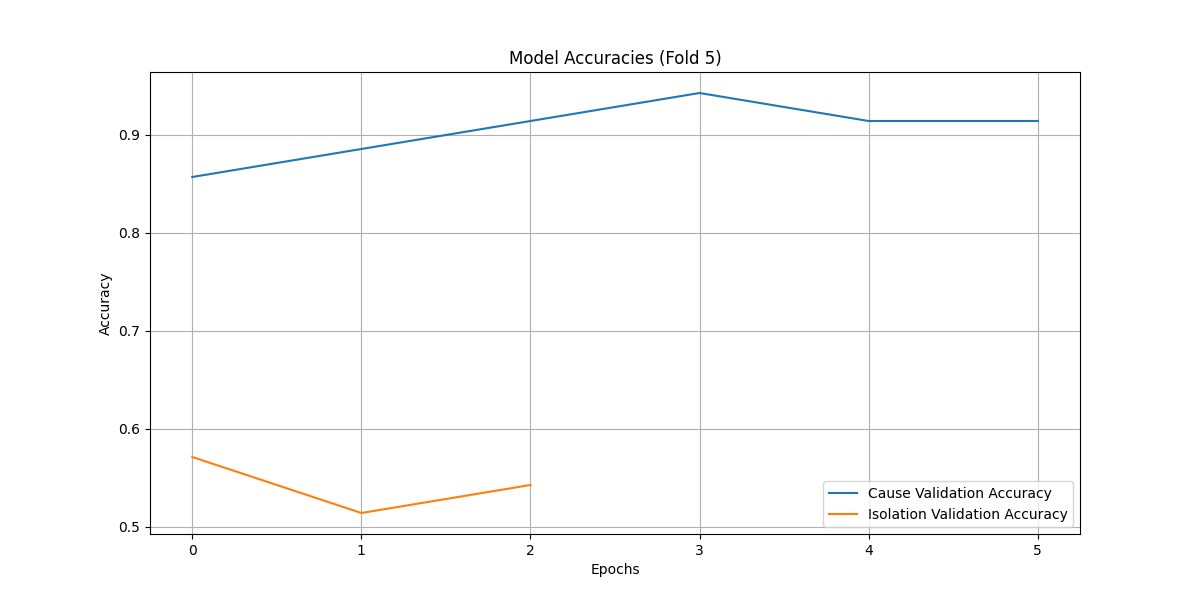 Model Accuracies (Fold 5)
Accuracy
0.9
0.8
0.7
0.6
0.5
Cause Validation Accuracy
Isolation Validation Accuracy
0 1 2 3 4 5
Epochs